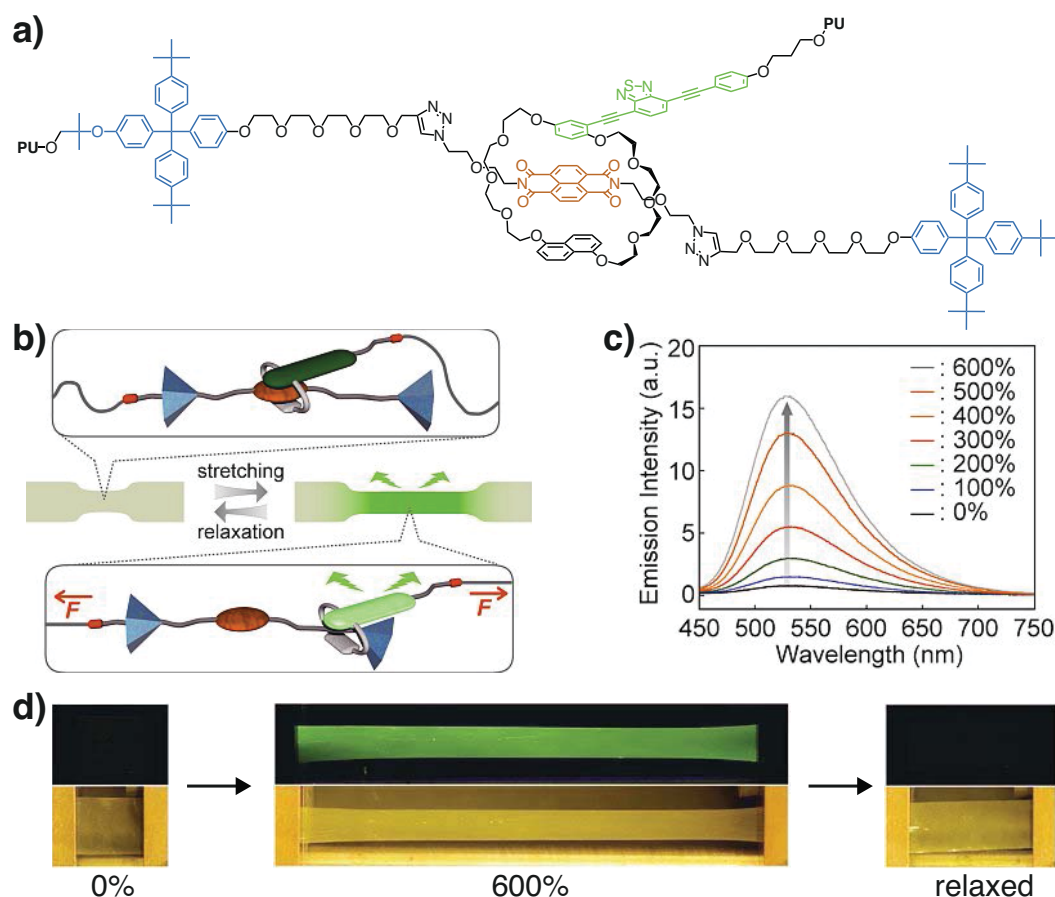 a)
PU
O
S
N N
O
N N
O O O O O
N
O O O
PU
O
O
O
O
O O
O
N N
O O
O O
O O
N
O
O O O O O
N
N
O
O O
b)
stretching
relaxation
F
F
c)
20
15
10
5
0
Emission Intensity (a.u.)
: 600%
: 500%
: 400%
: 300%
: 200%
: 100%
: 0%
450 500 550 600 650 700 750
Wavelength (nm)
d)
0%
600%
relaxed